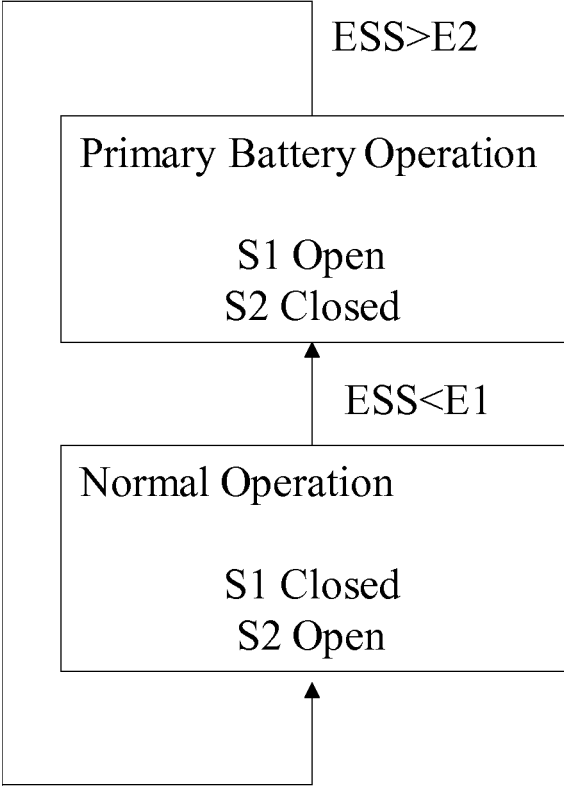 ESS>E2
Primary Battery Operation
S1 Open
S2 Closed
ESS<E1
Normal Operation
S1 Closed
S2 Open